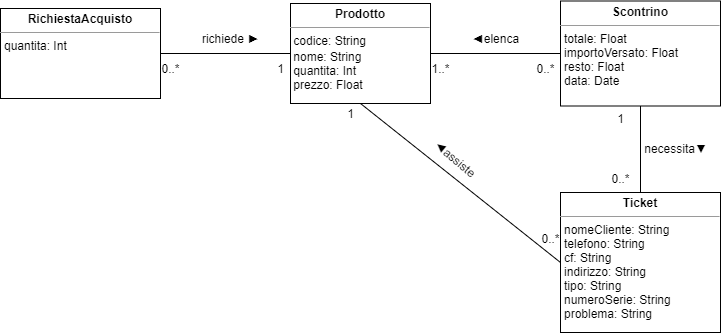 RichiestaAcquisto
quantita: Int
richiede ►
0..*
1
Prodotto
codice: String
nome: String
quantita: Int
prezzo: Float
◄elenca
1..*
0..*
Scontrino
totale: Float
importoVersato: Float
resto: Float
data: Date
1
necessita▼
0..*
1
◄assiste
0..*
Ticket
nomeCliente: String
telefono: String
cf: String
indirizzo: String
tipo: String
numeroSerie: String
problema: String